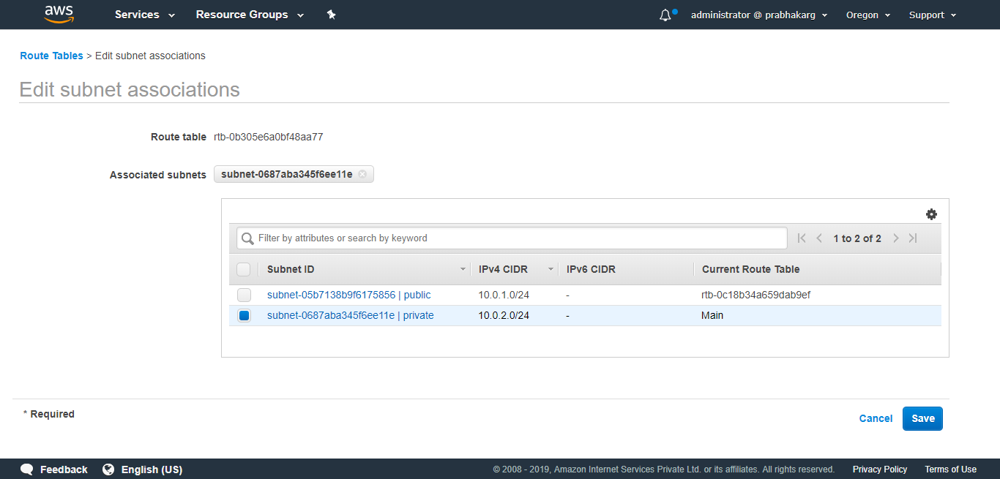 aws Services Resource Groups administrator @ prabhakarg Oregon Support
Route Tables > Edit subnet associations
Edit subnet associations
Route table rtb-0b305e6a0bf48aa77
Associated subnets subnet-0687aba345f6ee11e
Filter by attributes or search by keyword 1 to 2 of 2
Subnet ID IPv4 CIDR IPv6 CIDR Current Route Table
subnet-05b7138b9f6175856 | public 10.0.1.0/24 - rtb-0c18b34a659dab9ef
subnet-0687aba345f6ee11e | private 10.0.2.0/24 - Main
* Required
Cancel Save
Feedback English (US) © 2008 - 2019, Amazon Internet Services Private Ltd. or its affiliates. All rights reserved. Privacy Policy Terms of Use